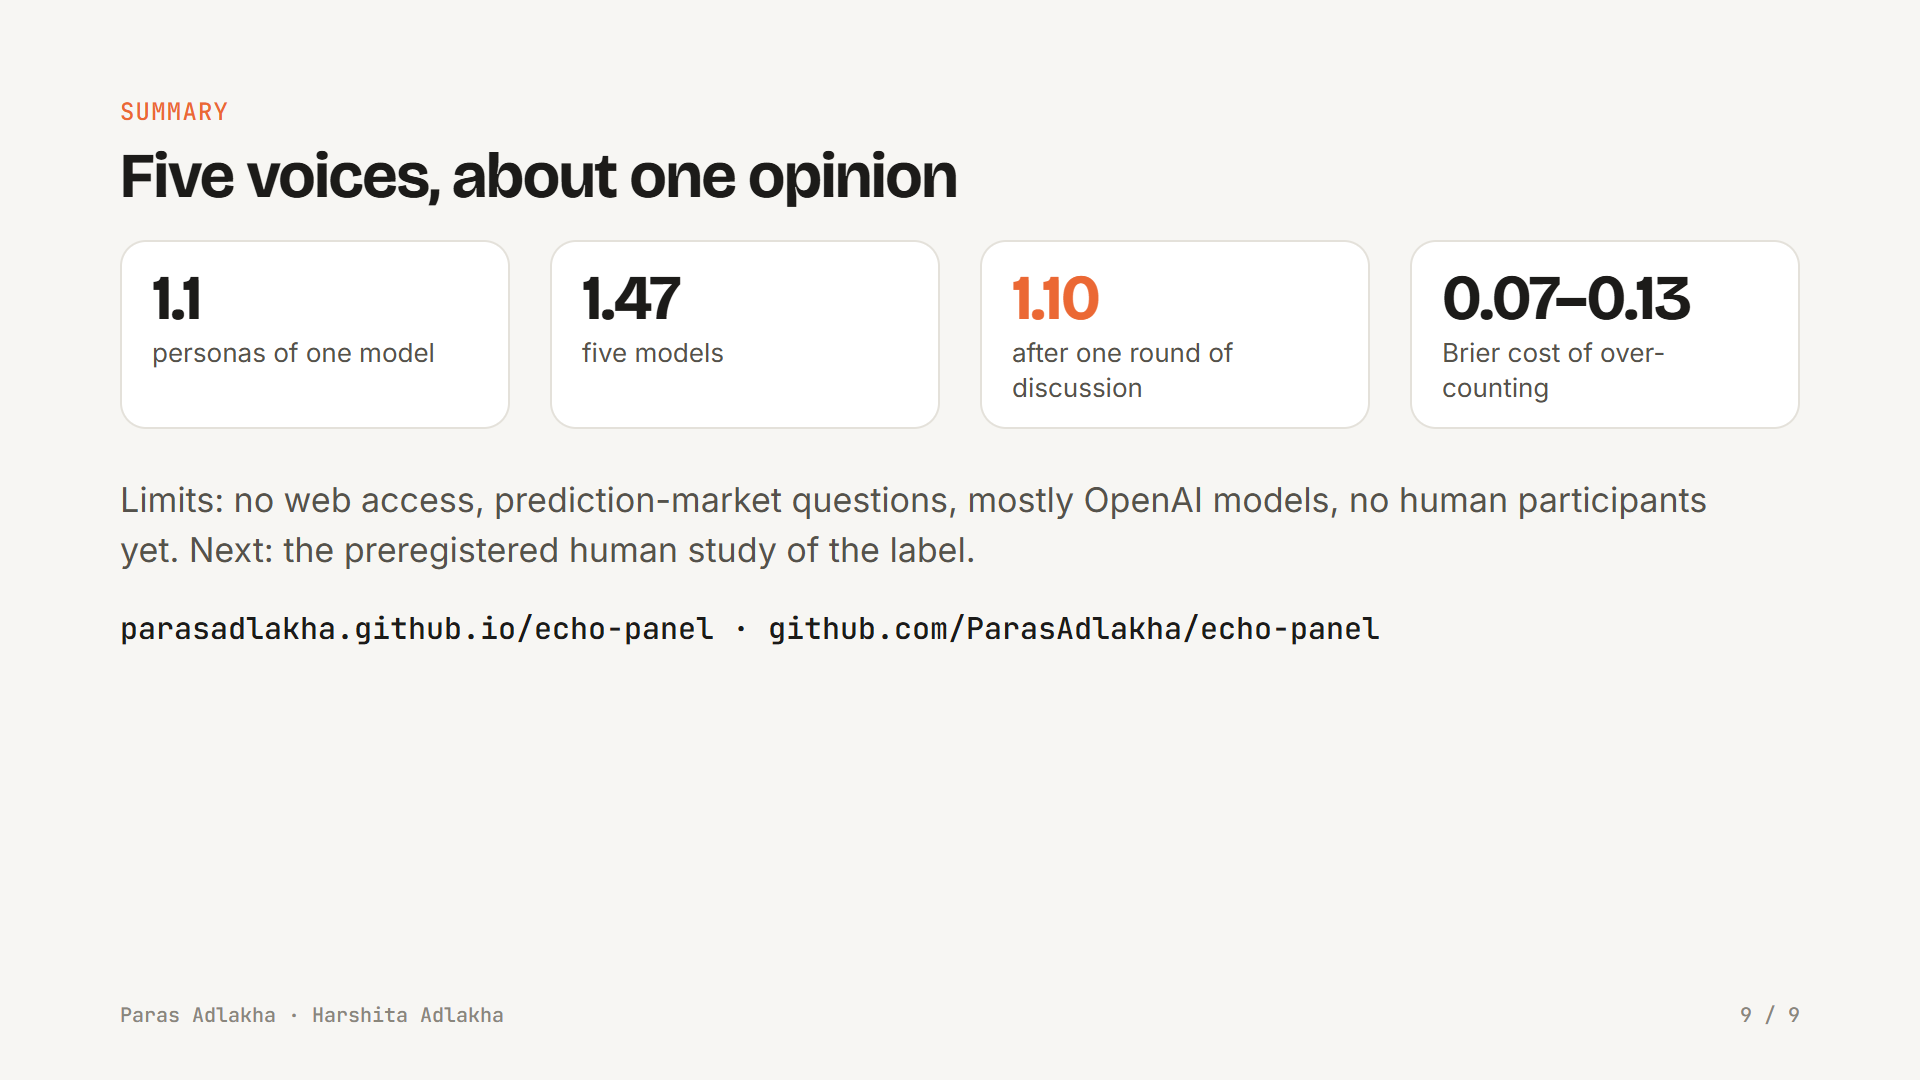 SUMMARY
Five voices, about one opinion
1.1
personas of one model
1.47
five models
1.10
after one round of
discussion
0.07–0.13
Brier cost of over-
counting
Limits: no web access, prediction-market questions, mostly OpenAI models, no human participants
yet. Next: the preregistered human study of the label.
parasadlakha.github.io/echo-panel · github.com/ParasAdlakha/echo-panel
Paras Adlakha · Harshita Adlakha
9 / 9